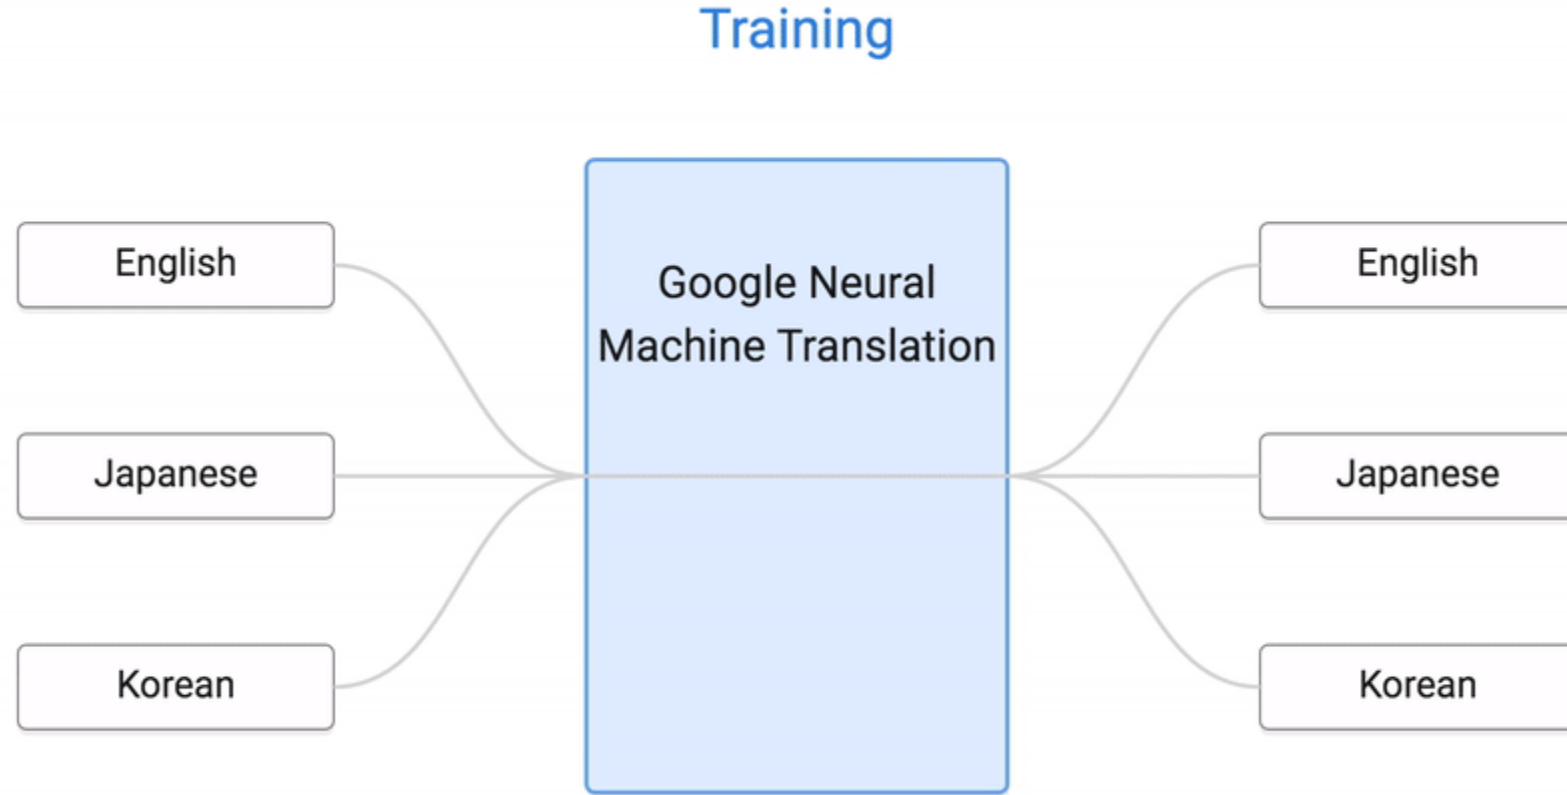 Training
Google Neural
Machine Translation
English
Japanese
Korean
English
Japanese
Korean